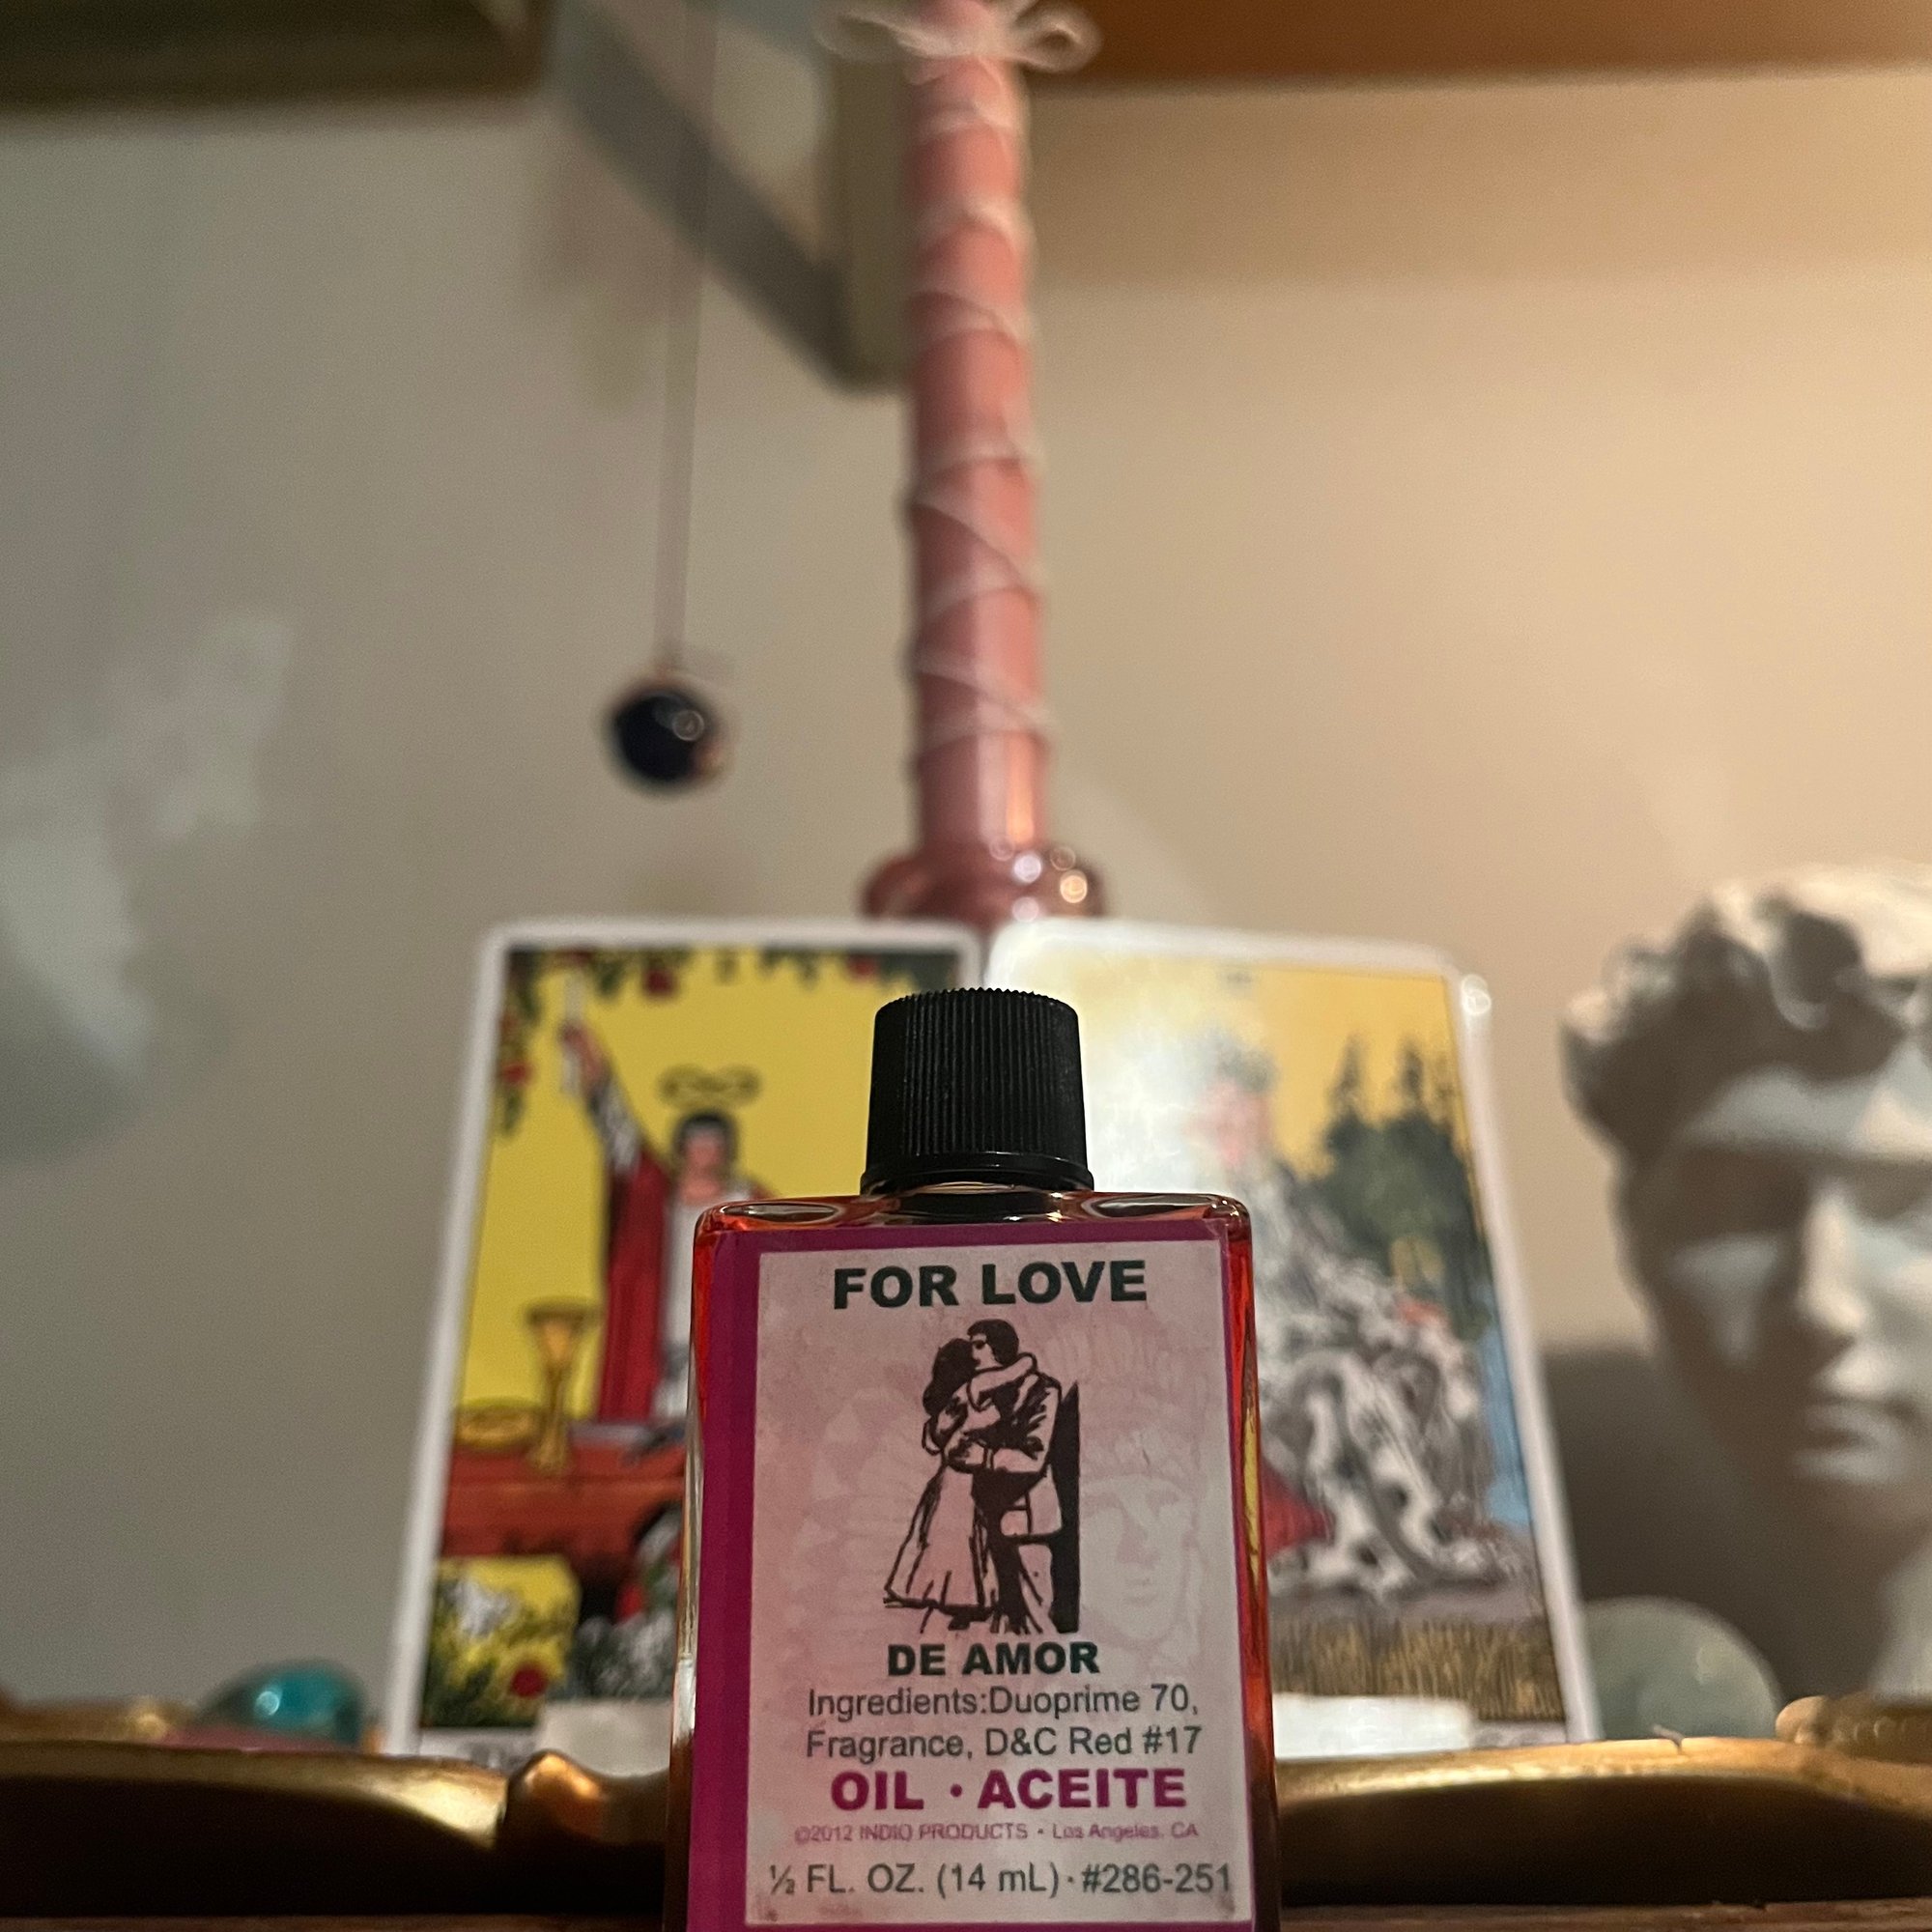 FOR LOVE
DE AMOR
Ingredients:Duoprime 70,
Fragrance, D&C Red #17
OIL • ACEITE
©2012 INDIO PRODUCTS • Los Angeles, CA
½ FL. OZ. (14 mL) · #286-251